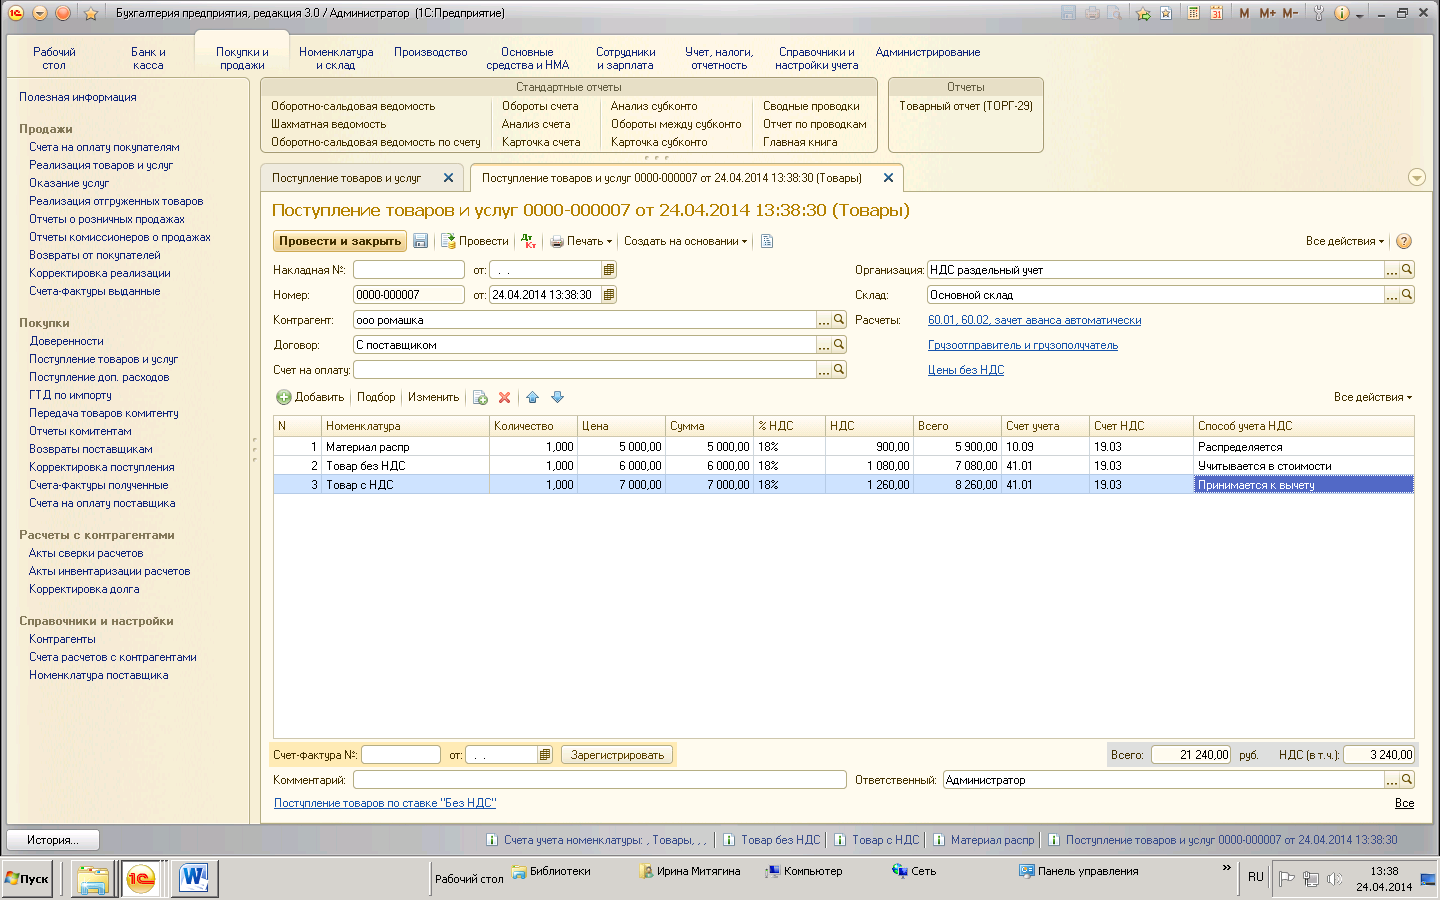 Бухгалтерия предприятия, редакция 3.0 / Администратор (1С:Предприятие)
M M+ M-
Рабочий стол
Банк и касса
Покупки и продажи
Номенклатура и склад
Производство
Основные средства и НМА
Сотрудники и зарплата
Учет, налоги, отчетность
Справочники и настройки учета
Администрирование
Полезная информация
Продажи
Счета на оплату покупателям
Реализация товаров и услуг
Оказание услуг
Реализация отгруженных товаров
Отчеты о розничных продажах
Отчеты комиссионеров о продажах
Возвраты от покупателей
Корректировка реализации
Счета-фактуры выданные
Покупки
Доверенности
Поступление товаров и услуг
Поступление доп. расходов
ГТД по импорту
Передача товаров комитенту
Отчеты комитентам
Возвраты поставщикам
Корректировка поступления
Счета-фактуры полученные
Счета на оплату поставщика
Расчеты с контрагентами
Акты сверки расчетов
Акты инвентаризации расчетов
Корректировка долга
Справочники и настройки
Контрагенты
Счета расчетов с контрагентами
Номенклатура поставщика
Стандартные отчеты
Оборотно-сальдовая ведомость Обороты счета Анализ субконто Сводные проводки
Шахматная ведомость Анализ счета Обороты между субконто Отчет по проводкам
Оборотно-сальдовая ведомость по счету Карточка счета Карточка субконто Главная книга
Отчеты
Товарный отчет (ТОРГ-29)
Поступление товаров и услуг
Поступление товаров и услуг 0000-000007 от 24.04.2014 13:38:30 (Товары)
Поступление товаров и услуг 0000-000007 от 24.04.2014 13:38:30 (Товары)
Провести и закрыть Провести Дт Кт Печать Создать на основании Все действия ?
Накладная №: от: . . Организация: НДС раздельный учет ...
Номер: 0000-000007 от: 24.04.2014 13:38:30 Склад: Основной склад ...
Контрагент: ооо ромашка ... Расчеты: 60.01, 60.02, зачет аванса автоматически
Договор: С поставщиком ... Грузоотправитель и грузополучатель
Счет на оплату: ... Цены без НДС
Добавить Подбор Изменить Все действия
N Номенклатура Количество Цена Сумма % НДС НДС Всего Счет учета Счет НДС Способ учета НДС
1 Материал распр 1,000 5 000,00 5 000,00 18% 900,00 5 900,00 10.09 19.03 Распределяется
2 Товар без НДС 1,000 6 000,00 6 000,00 18% 1 080,00 7 080,00 41.01 19.03 Учитывается в стоимости
3 Товар с НДС 1,000 7 000,00 7 000,00 18% 1 260,00 8 260,00 41.01 19.03 Принимается к вычету
Счет-фактура №: от: . . Зарегистрировать Всего: 21 240,00 руб. НДС (в т.ч.): 3 240,00
Комментарий: Ответственный: Администратор ...
Поступление товаров по ставке "Без НДС" Все
История... Счета учета номенклатуры: , Товары, , , Товар без НДС Товар с НДС Материал распр Поступление товаров и услуг 0000-000007 от 24.04.2014 13:38:30
Пуск Рабочий стол Библиотеки Ирина Митягина Компьютер Сеть Панель управления » RU 13:38
24.04.2014